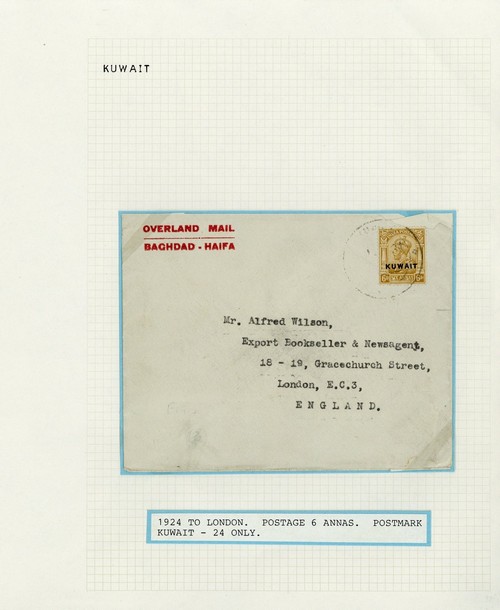 KUWAIT
OVERLAND MAIL
BAGHDAD - HAIFA
KUWAIT
Mr. Alfred Wilson,
Export Bookseller & Newsagent,
18 - 19, Gracechurch Street,
London, E.C.3,
ENGLAND.
1924 TO LONDON. POSTAGE 6 ANNAS. POSTMARK
KUWAIT - 24 ONLY.